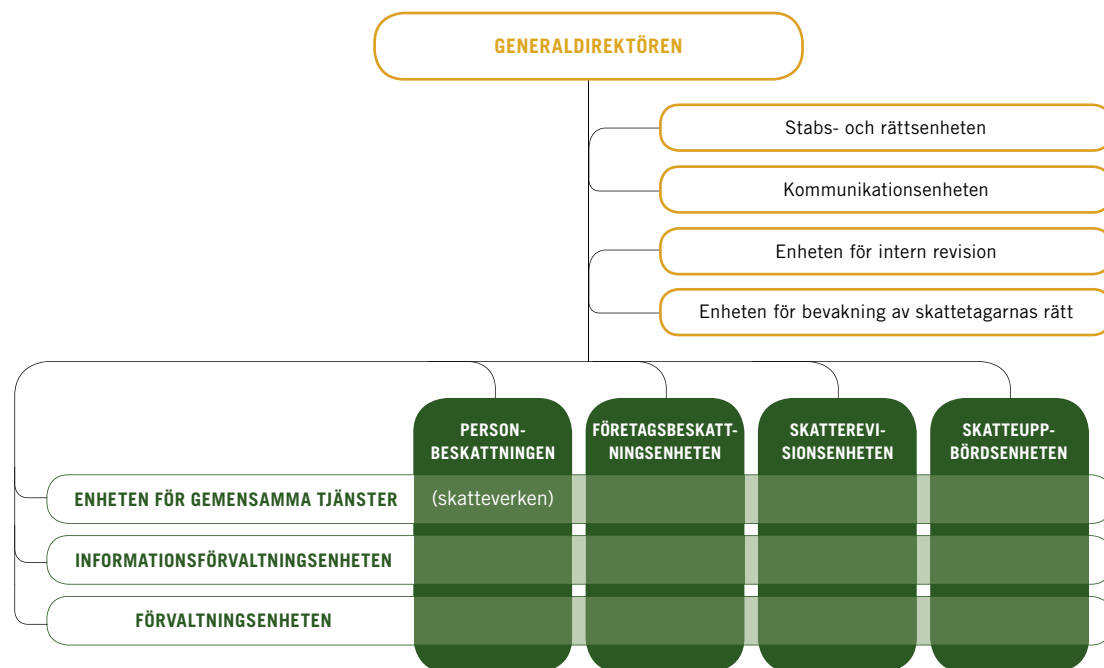 GENERALDIREKTÖREN
Stabs- och rättsenheten
Kommunikationsenheten
Enheten för intern revision
Enheten för bevakning av skattetagarnas rätt
PERSON-
BESKATTNINGEN
FÖRETAGSBESKATT-
NINGSENHETEN
SKATTEREVI-
SIONSENHETEN
SKATTEUPP-
BÖRDSENHETEN
ENHETEN FÖR GEMENSAMMA TJÄNSTER
(skatteverken)
INFORMATIONSFÖRVALTNINGSENHETEN
FÖRVALTNINGSENHETEN